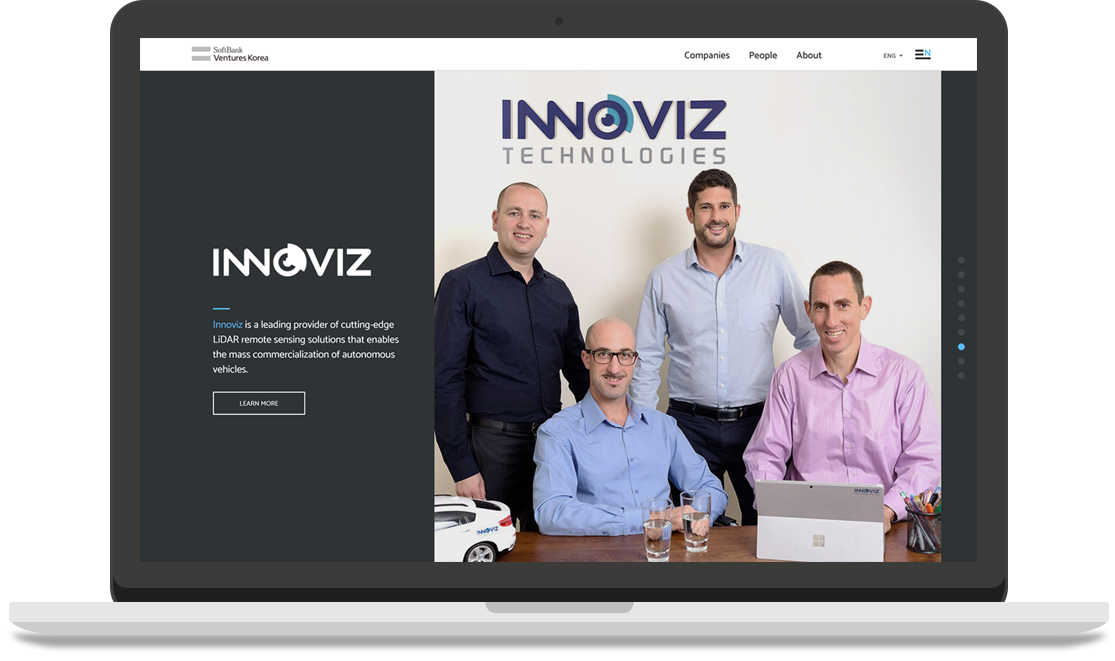 SoftBank
Ventures Korea
Companies People About
ENG
EN
INNOVIZ
TECHNOLOGIES
INNOVIZ
Innoviz is a leading provider of cutting-edge
LiDAR remote sensing solutions that enables
the mass commercialization of autonomous
vehicles.
LEARN MORE
INNOVIZ
INNOVIZ